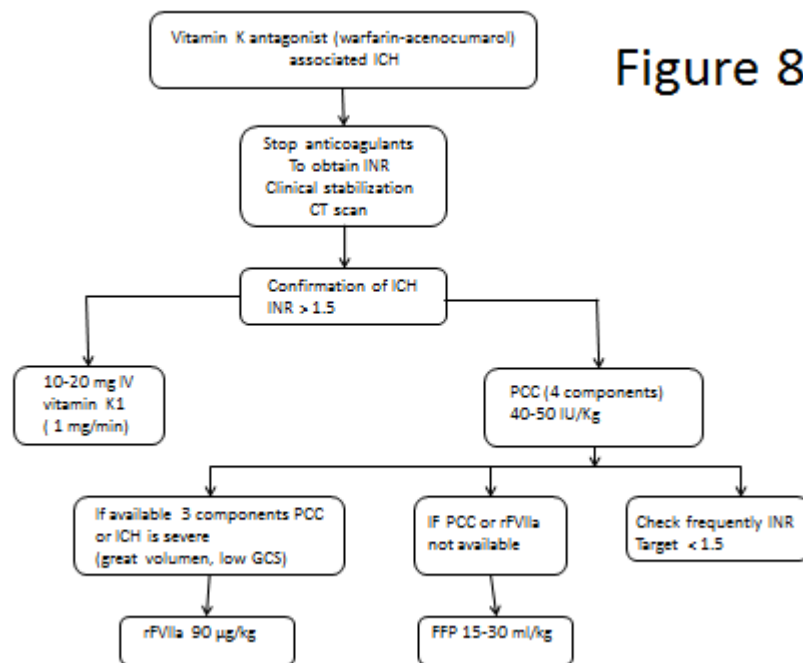 Vitamin K antagonist (warfarin-acenocumarol)
associated ICH
Figure 8
Stop anticoagulants
To obtain INR
Clinical stabilization
CT scan
Confirmation of ICH
INR > 1.5
10-20 mg IV
vitamin K1
( 1 mg/min)
PCC (4 components)
40-50 IU/Kg
If available 3 components PCC
or ICH is severe
(great volumen, low GCS)
IF PCC or rFVIIa
not available
Check frequently INR
Target < 1.5
rFVIIa 90 µg/kg
FFP 15-30 ml/kg